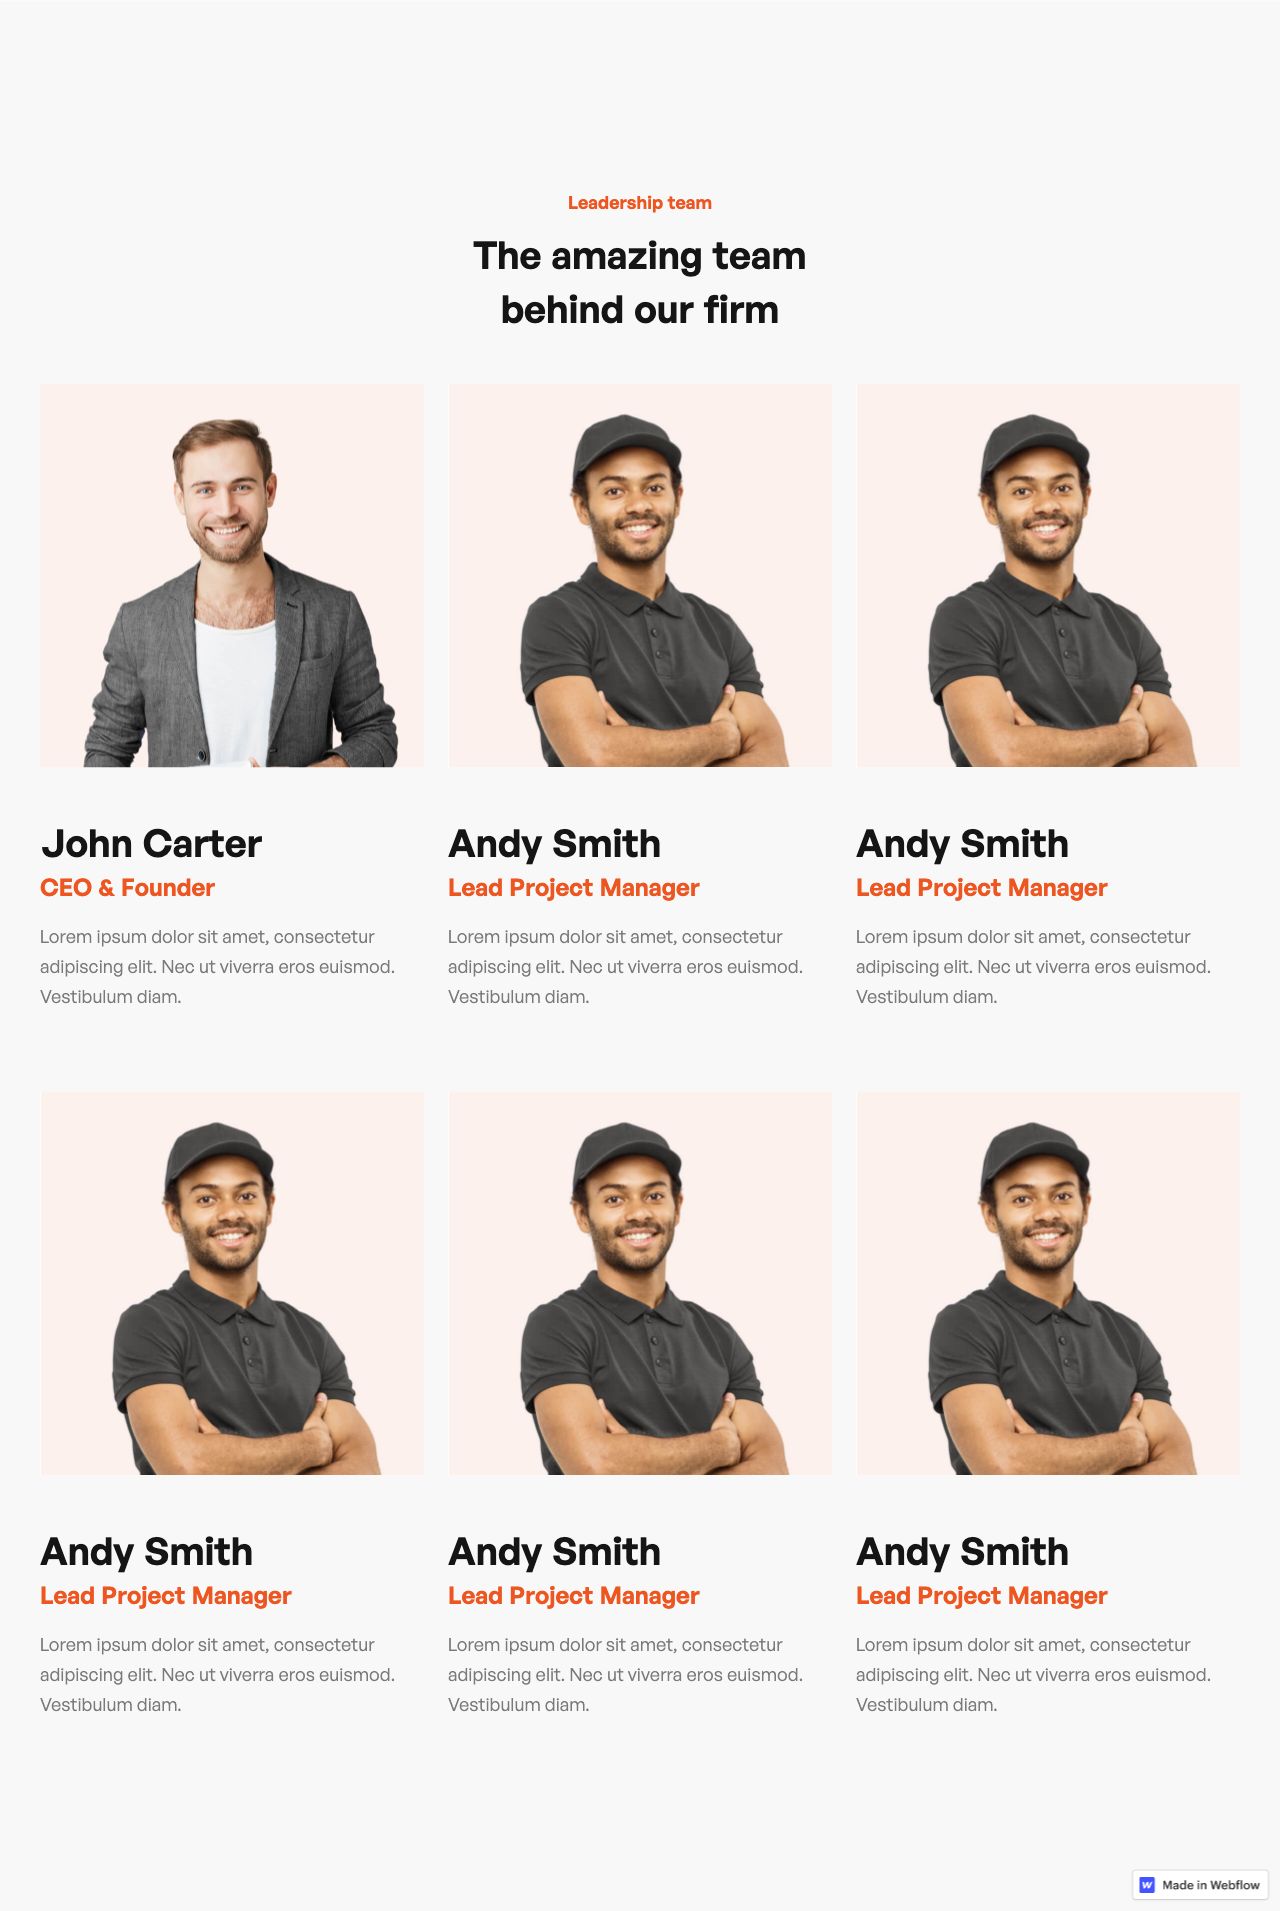 Leadership team
The amazing team
behind our firm
John Carter
CEO & Founder
Lorem ipsum dolor sit amet, consectetur
adipiscing elit. Nec ut viverra eros euismod.
Vestibulum diam.
Andy Smith
Lead Project Manager
Lorem ipsum dolor sit amet, consectetur
adipiscing elit. Nec ut viverra eros euismod.
Vestibulum diam.
Andy Smith
Lead Project Manager
Lorem ipsum dolor sit amet, consectetur
adipiscing elit. Nec ut viverra eros euismod.
Vestibulum diam.
Andy Smith
Lead Project Manager
Lorem ipsum dolor sit amet, consectetur
adipiscing elit. Nec ut viverra eros euismod.
Vestibulum diam.
Andy Smith
Lead Project Manager
Lorem ipsum dolor sit amet, consectetur
adipiscing elit. Nec ut viverra eros euismod.
Vestibulum diam.
Andy Smith
Lead Project Manager
Lorem ipsum dolor sit amet, consectetur
adipiscing elit. Nec ut viverra eros euismod.
Vestibulum diam.
Made in Webflow